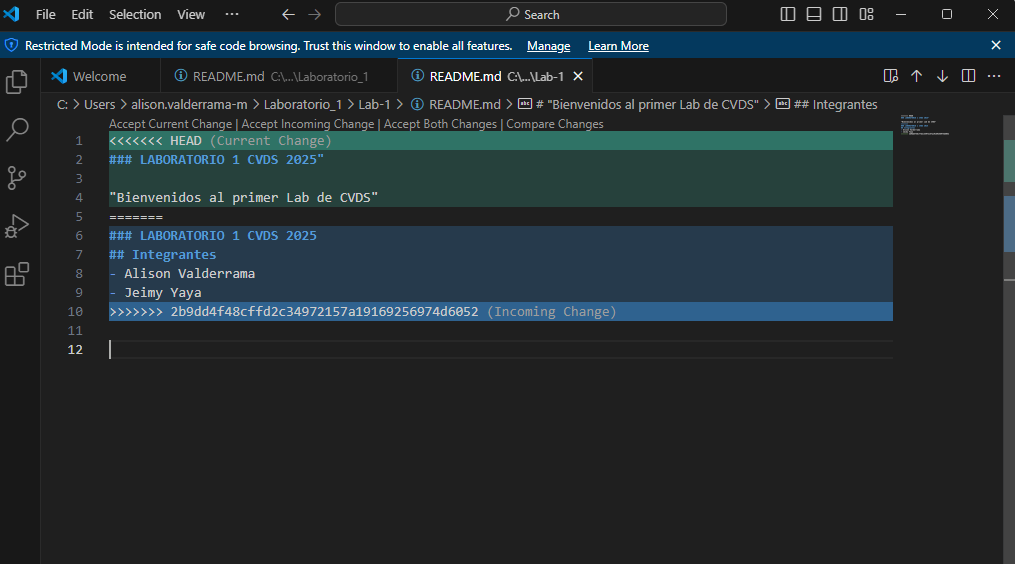 File Edit Selection View ··· Search
Restricted Mode is intended for safe code browsing. Trust this window to enable all features. Manage Learn More
Welcome README.md C:\...\Laboratorio_1 README.md C:\...\Lab-1
C: > Users > alison.valderrama-m > Laboratorio_1 > Lab-1 > README.md > # "Bienvenidos al primer Lab de CVDS" > ## Integrantes
Accept Current Change | Accept Incoming Change | Accept Both Changes | Compare Changes
1 <<<<<<< HEAD (Current Change)
2 ### LABORATORIO 1 CVDS 2025"
3
4 "Bienvenidos al primer Lab de CVDS"
5 =======
6 ### LABORATORIO 1 CVDS 2025
7 ## Integrantes
8 - Alison Valderrama
9 - Jeimy Yaya
10 >>>>>>> 2b9dd4f48cffd2c34972157a19169256974d6052 (Incoming Change)
11
12